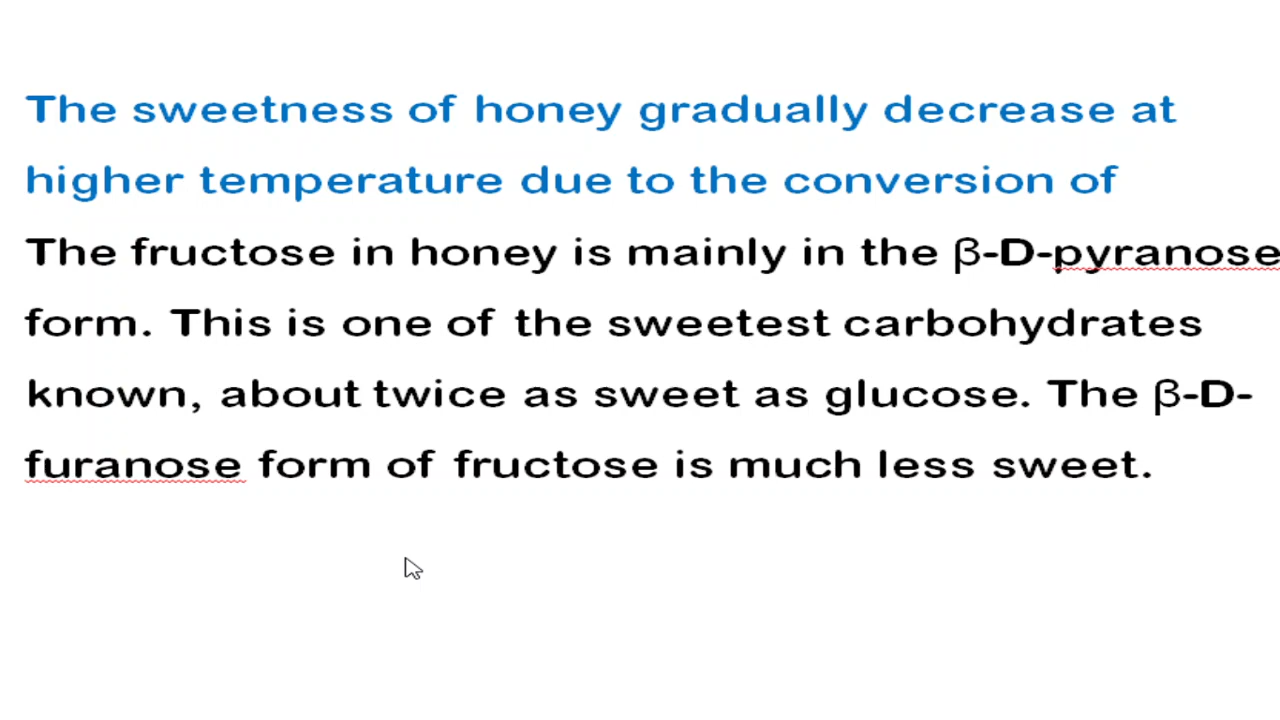 The sweetness of honey gradually decrease at
higher temperature due to the conversion of
The fructose in honey is mainly in the β-D-pyranose
form. This is one of the sweetest carbohydrates
known, about twice as sweet as glucose. The β-D-
furanose form of fructose is much less sweet.